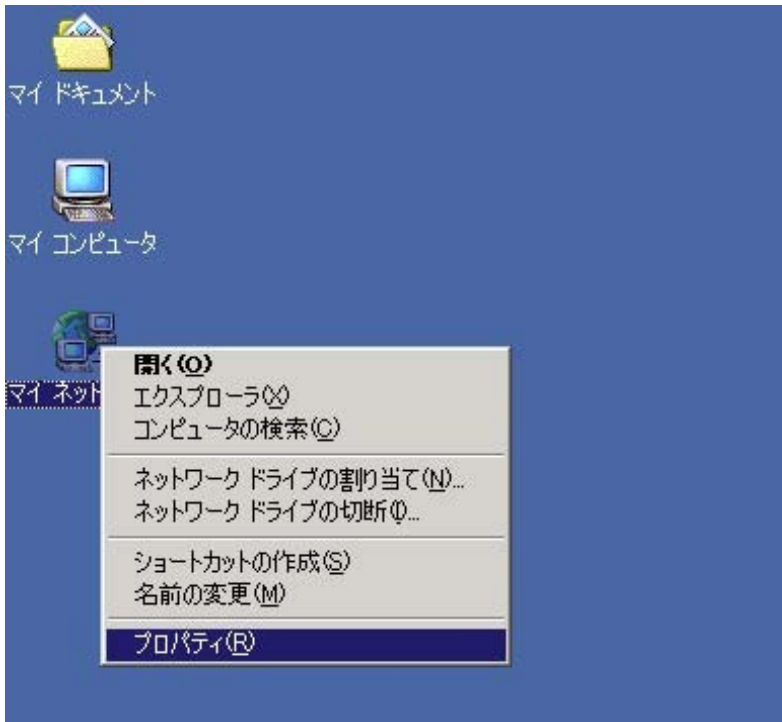 マイ ドキュメント
マイ コンピュータ
マイ ネット
開く(O)
エクスプローラ(X)
コンピュータの検索(C)
ネットワーク ドライブの割り当て(N)...
ネットワーク ドライブの切断(I)...
ショートカットの作成(S)
名前の変更(M)
プロパティ(R)